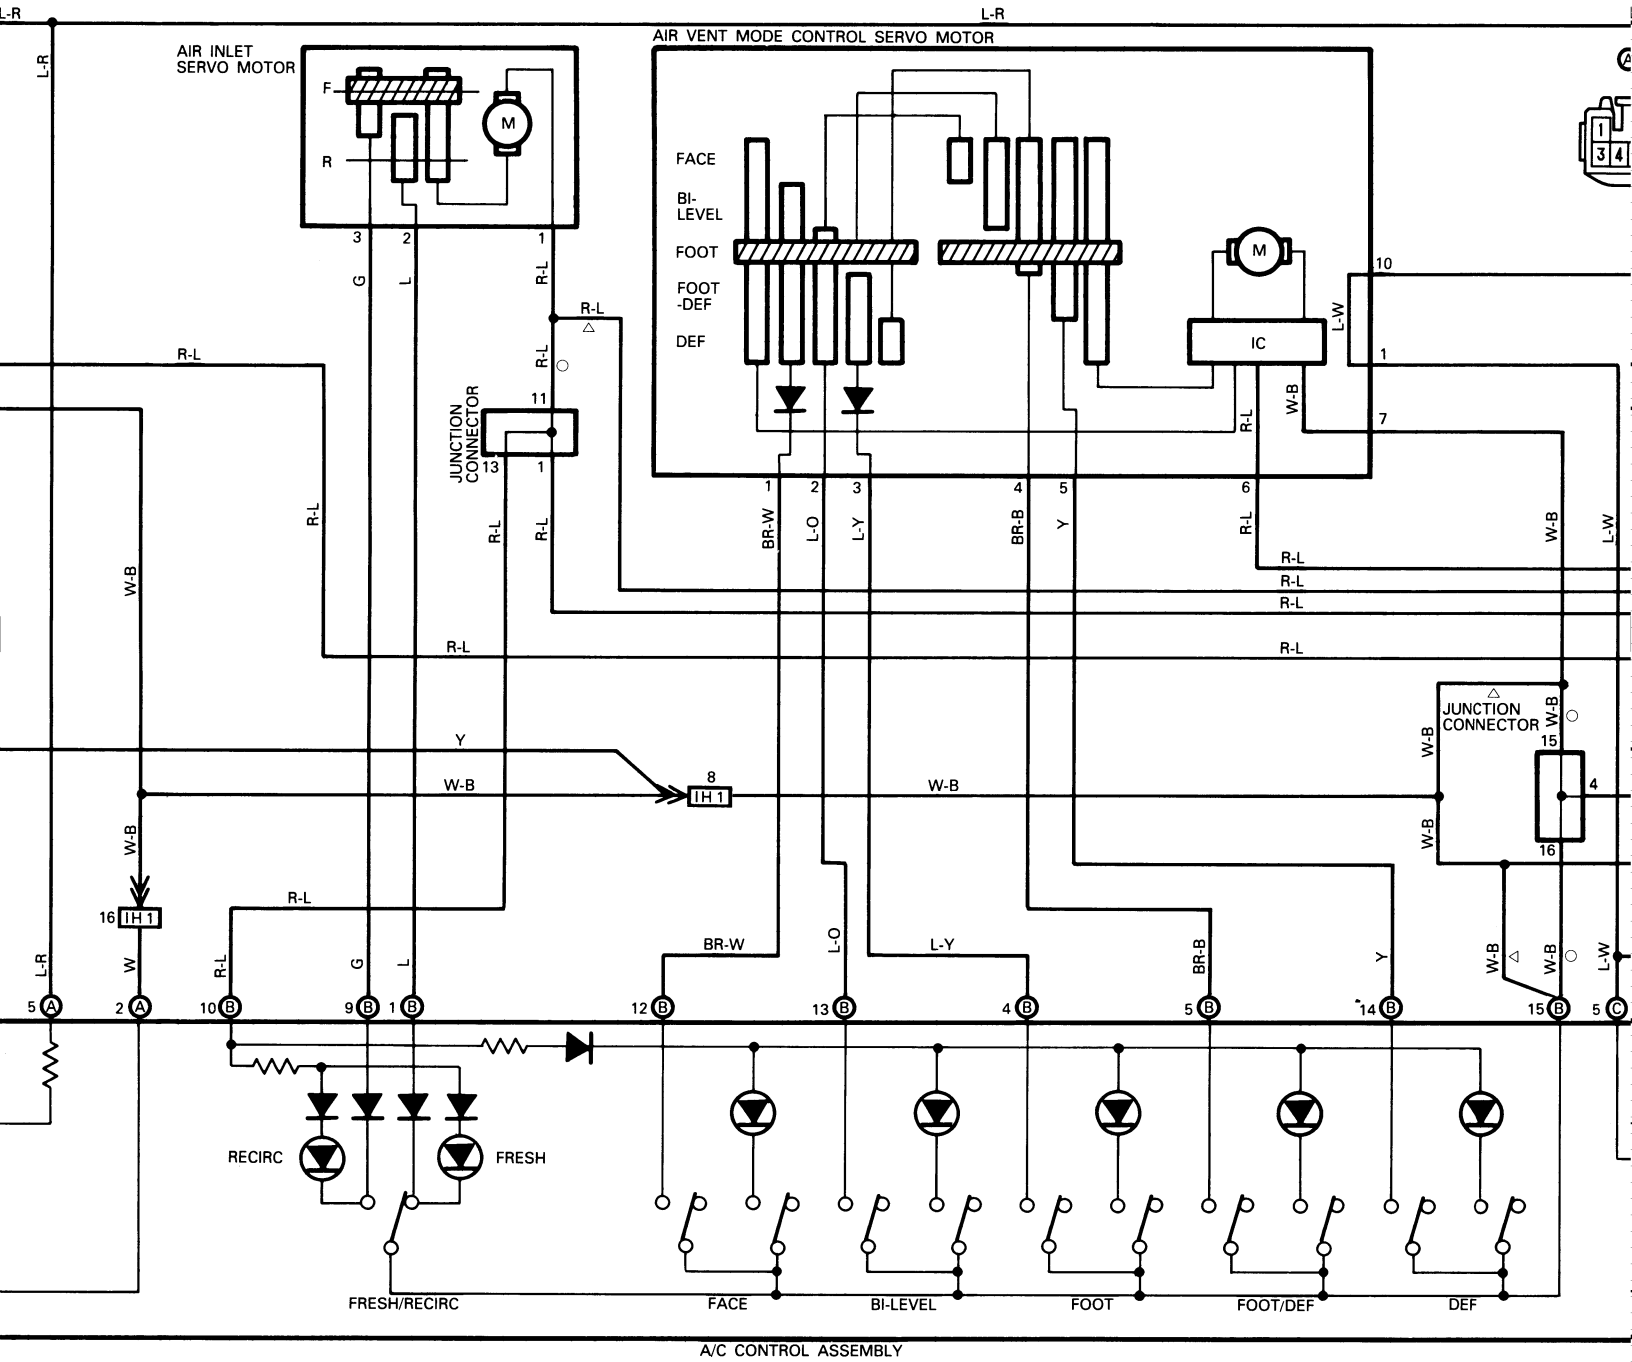 L-R
L-R
AIR VENT MODE CONTROL SERVO MOTOR
AIR INLET
SERVO MOTOR
L-R
F
M
R
A
1
3 4
FACE
BI-
LEVEL
FOOT
FOOT
-DEF
DEF
M
IC
3
2
1
G
L
R-L
R-L
△
R-L
○
10
L-W
1
7
R-L
W-B
R-L
11
JUNCTION
CONNECTOR
13
1
1
2
3
4
5
6
R-L
R-L
R-L
BR-W
L-O
L-Y
BR-B
Y
R-L
W-B
L-W
W-B
R-L
R-L
R-L
R-L
R-L
△
JUNCTION
CONNECTOR
W-B
○
W-B
15
Y
8
IH1
W-B
W-B
4
W-B
W-B
16
16
IH1
R-L
L-R
W
R-L
G
L
BR-W
L-O
L-Y
BR-B
Y
W-B
△
W-B
○
L-W
5 A
2 A
10 B
9 B
1 B
12 B
13 B
4 B
5 B
14 B
15 B
5 C
RECIRC
FRESH
FRESH/RECIRC
FACE
BI-LEVEL
FOOT
FOOT/DEF
DEF
A/C CONTROL ASSEMBLY